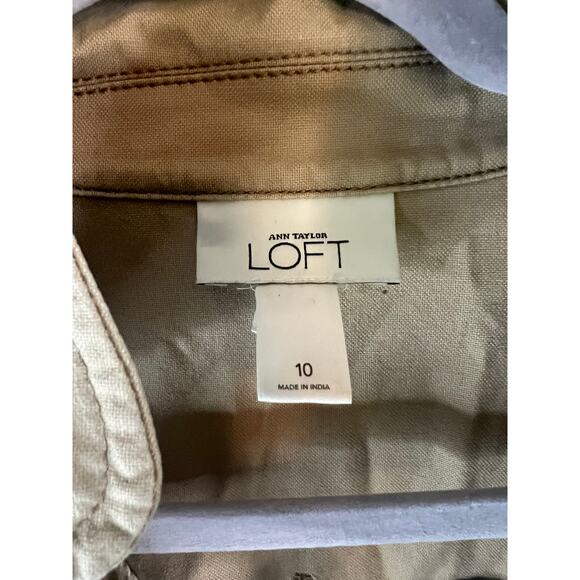 ANN TAYLOR
LOFT
10
MADE IN INDIA